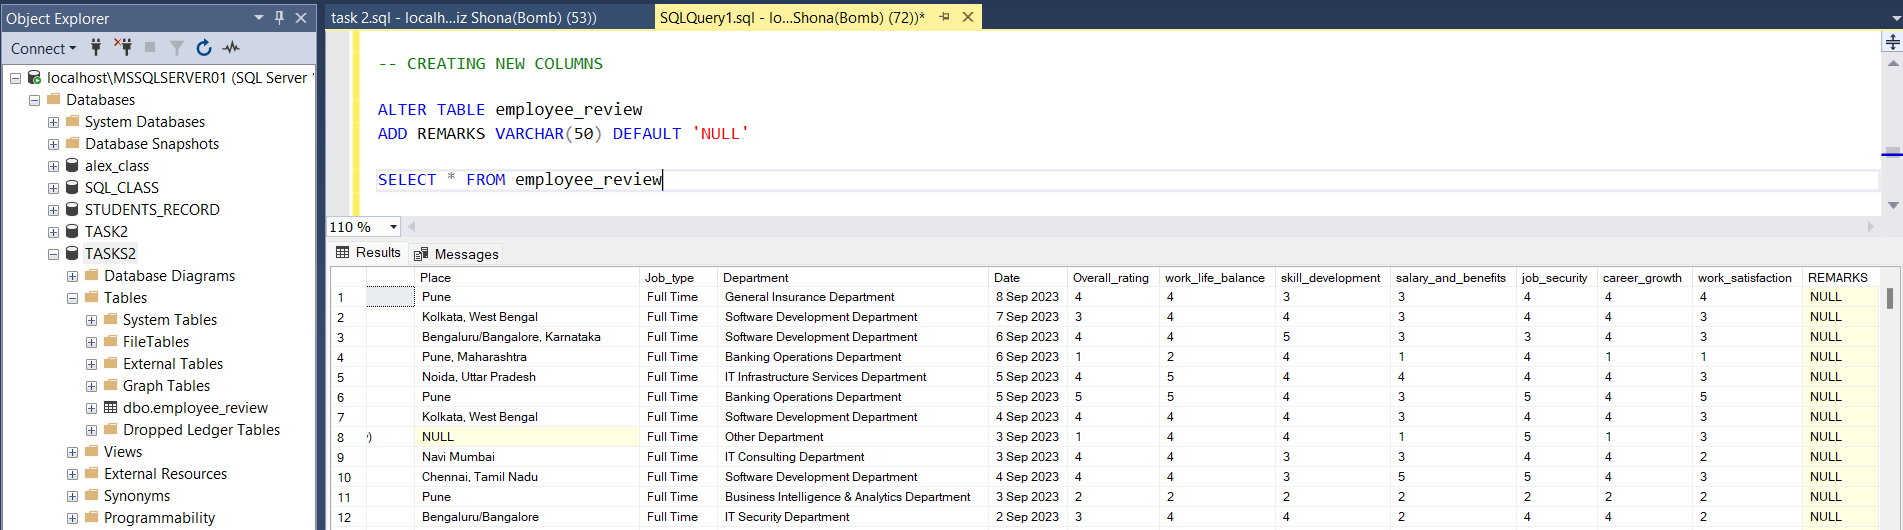 Object Explorer
Connect
localhost\MSSQLSERVER01 (SQL Server
Databases
System Databases
Database Snapshots
alex_class
SQL_CLASS
STUDENTS_RECORD
TASK2
TASKS2
Database Diagrams
Tables
System Tables
FileTables
External Tables
Graph Tables
dbo.employee_review
Dropped Ledger Tables
Views
External Resources
Synonyms
Programmability
task 2.sql - localh...iz Shona(Bomb) (53))
SQLQuery1.sql - lo...Shona(Bomb) (72))*
-- CREATING NEW COLUMNS
ALTER TABLE employee_review
ADD REMARKS VARCHAR(50) DEFAULT 'NULL'
SELECT * FROM employee_review
110 %
Results Messages
Place Job_type Department Date Overall_rating work_life_balance skill_development salary_and_benefits job_security career_growth work_satisfaction REMARKS
1 Pune Full Time General Insurance Department 8 Sep 2023 4 4 3 3 4 4 4 NULL
2 Kolkata, West Bengal Full Time Software Development Department 7 Sep 2023 3 4 4 3 4 4 3 NULL
3 Bengaluru/Bangalore, Karnataka Full Time Software Development Department 6 Sep 2023 4 4 5 3 3 4 3 NULL
4 Pune, Maharashtra Full Time Banking Operations Department 6 Sep 2023 1 2 4 1 4 1 1 NULL
5 Noida, Uttar Pradesh Full Time IT Infrastructure Services Department 5 Sep 2023 4 5 4 4 4 4 3 NULL
6 Pune Full Time Banking Operations Department 5 Sep 2023 5 5 4 3 5 4 5 NULL
7 Kolkata, West Bengal Full Time Software Development Department 4 Sep 2023 4 4 4 3 4 4 3 NULL
8 y) NULL Full Time Other Department 3 Sep 2023 1 4 4 1 5 1 3 NULL
9 Navi Mumbai Full Time IT Consulting Department 3 Sep 2023 4 4 3 3 4 4 2 NULL
10 Chennai, Tamil Nadu Full Time Software Development Department 4 Sep 2023 4 4 3 5 5 4 3 NULL
11 Pune Full Time Business Intelligence & Analytics Department 3 Sep 2023 2 2 2 2 2 2 2 NULL
12 Bengaluru/Bangalore Full Time IT Security Department 2 Sep 2023 3 4 4 2 4 4 2 NULL